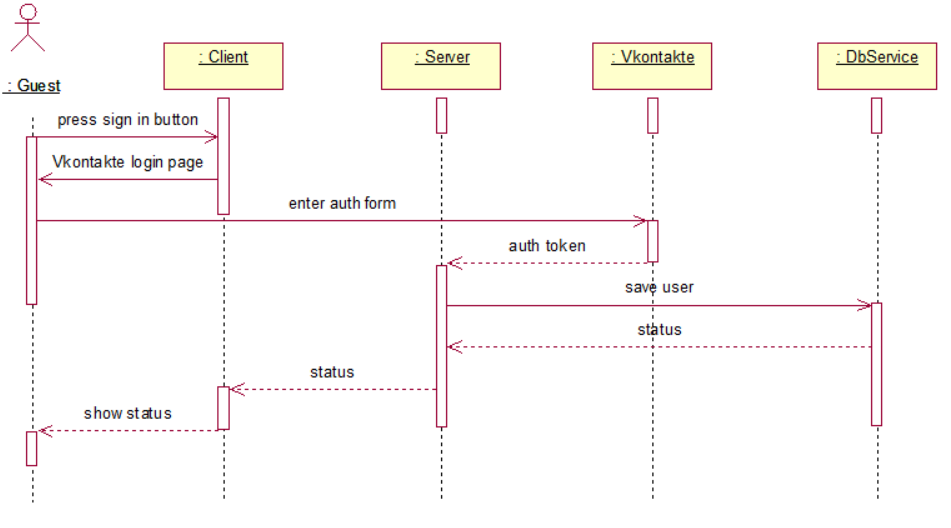 : Client
: Server
: Vkontakte
: DbService
: Guest
press sign in button
Vkontakte login page
enter auth form
auth token
save user
status
status
show status